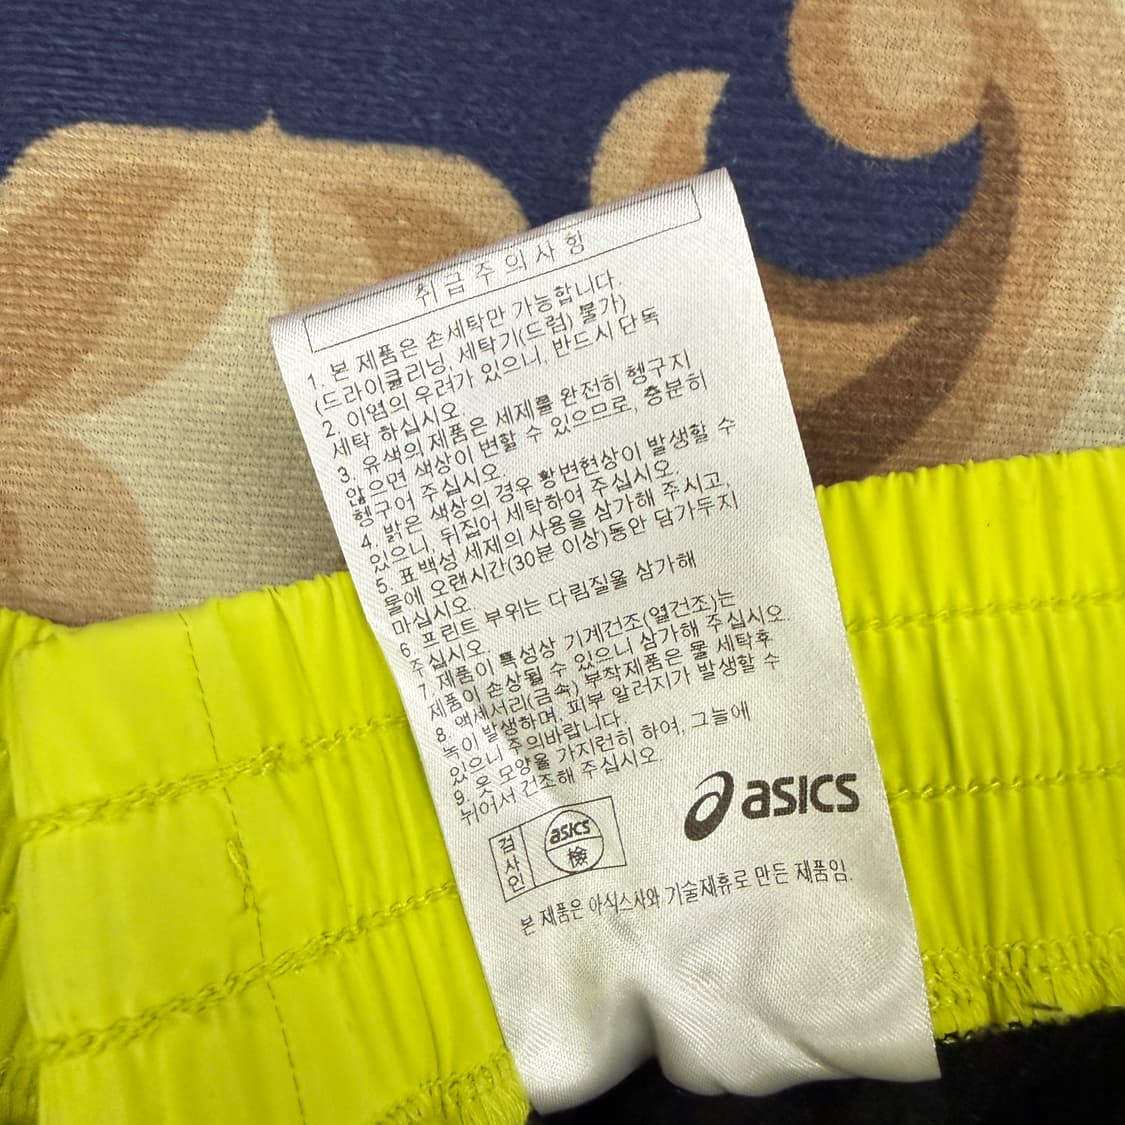 취급주의사항
1. 본 제품은 손세탁만 가능합니다.
(드라이클리닝, 세탁기(드럼) 불가)
2. 이염의 우려가 있으니, 반드시 단독
세탁 하십시오.
3. 유색의 제품은 세제를 완전히 헹구지
않으면 색상이 변할 수 있으므로, 충분히
헹구어 주십시오.
4. 밝은 색상의 경우 황변현상이 발생할 수
있으니, 뒤집어 세탁하여 주십시오.
5. 표백성 세제의 사용을 삼가해 주시고,
물에 오랜시간(30분 이상)동안 담가두지
마십시오.
6. 프린트 부위는 다림질을 삼가해
주십시오.
7. 제품이 특성상 기계건조(열건조)는
제품이 손상될 수 있으니 삼가해 주십시오.
8. 액세서리(금속) 부착제품은 물 세탁후
녹이 발생하며, 피부 알러지가 발생할 수
있으니 주의바랍니다.
9. 옷 모양을 가지런히 하여, 그늘에
뉘어서 건조해 주십시오.
asics
검사인
asics
檢
본 제품은 아식스사와 기술제휴로 만든 제품임.